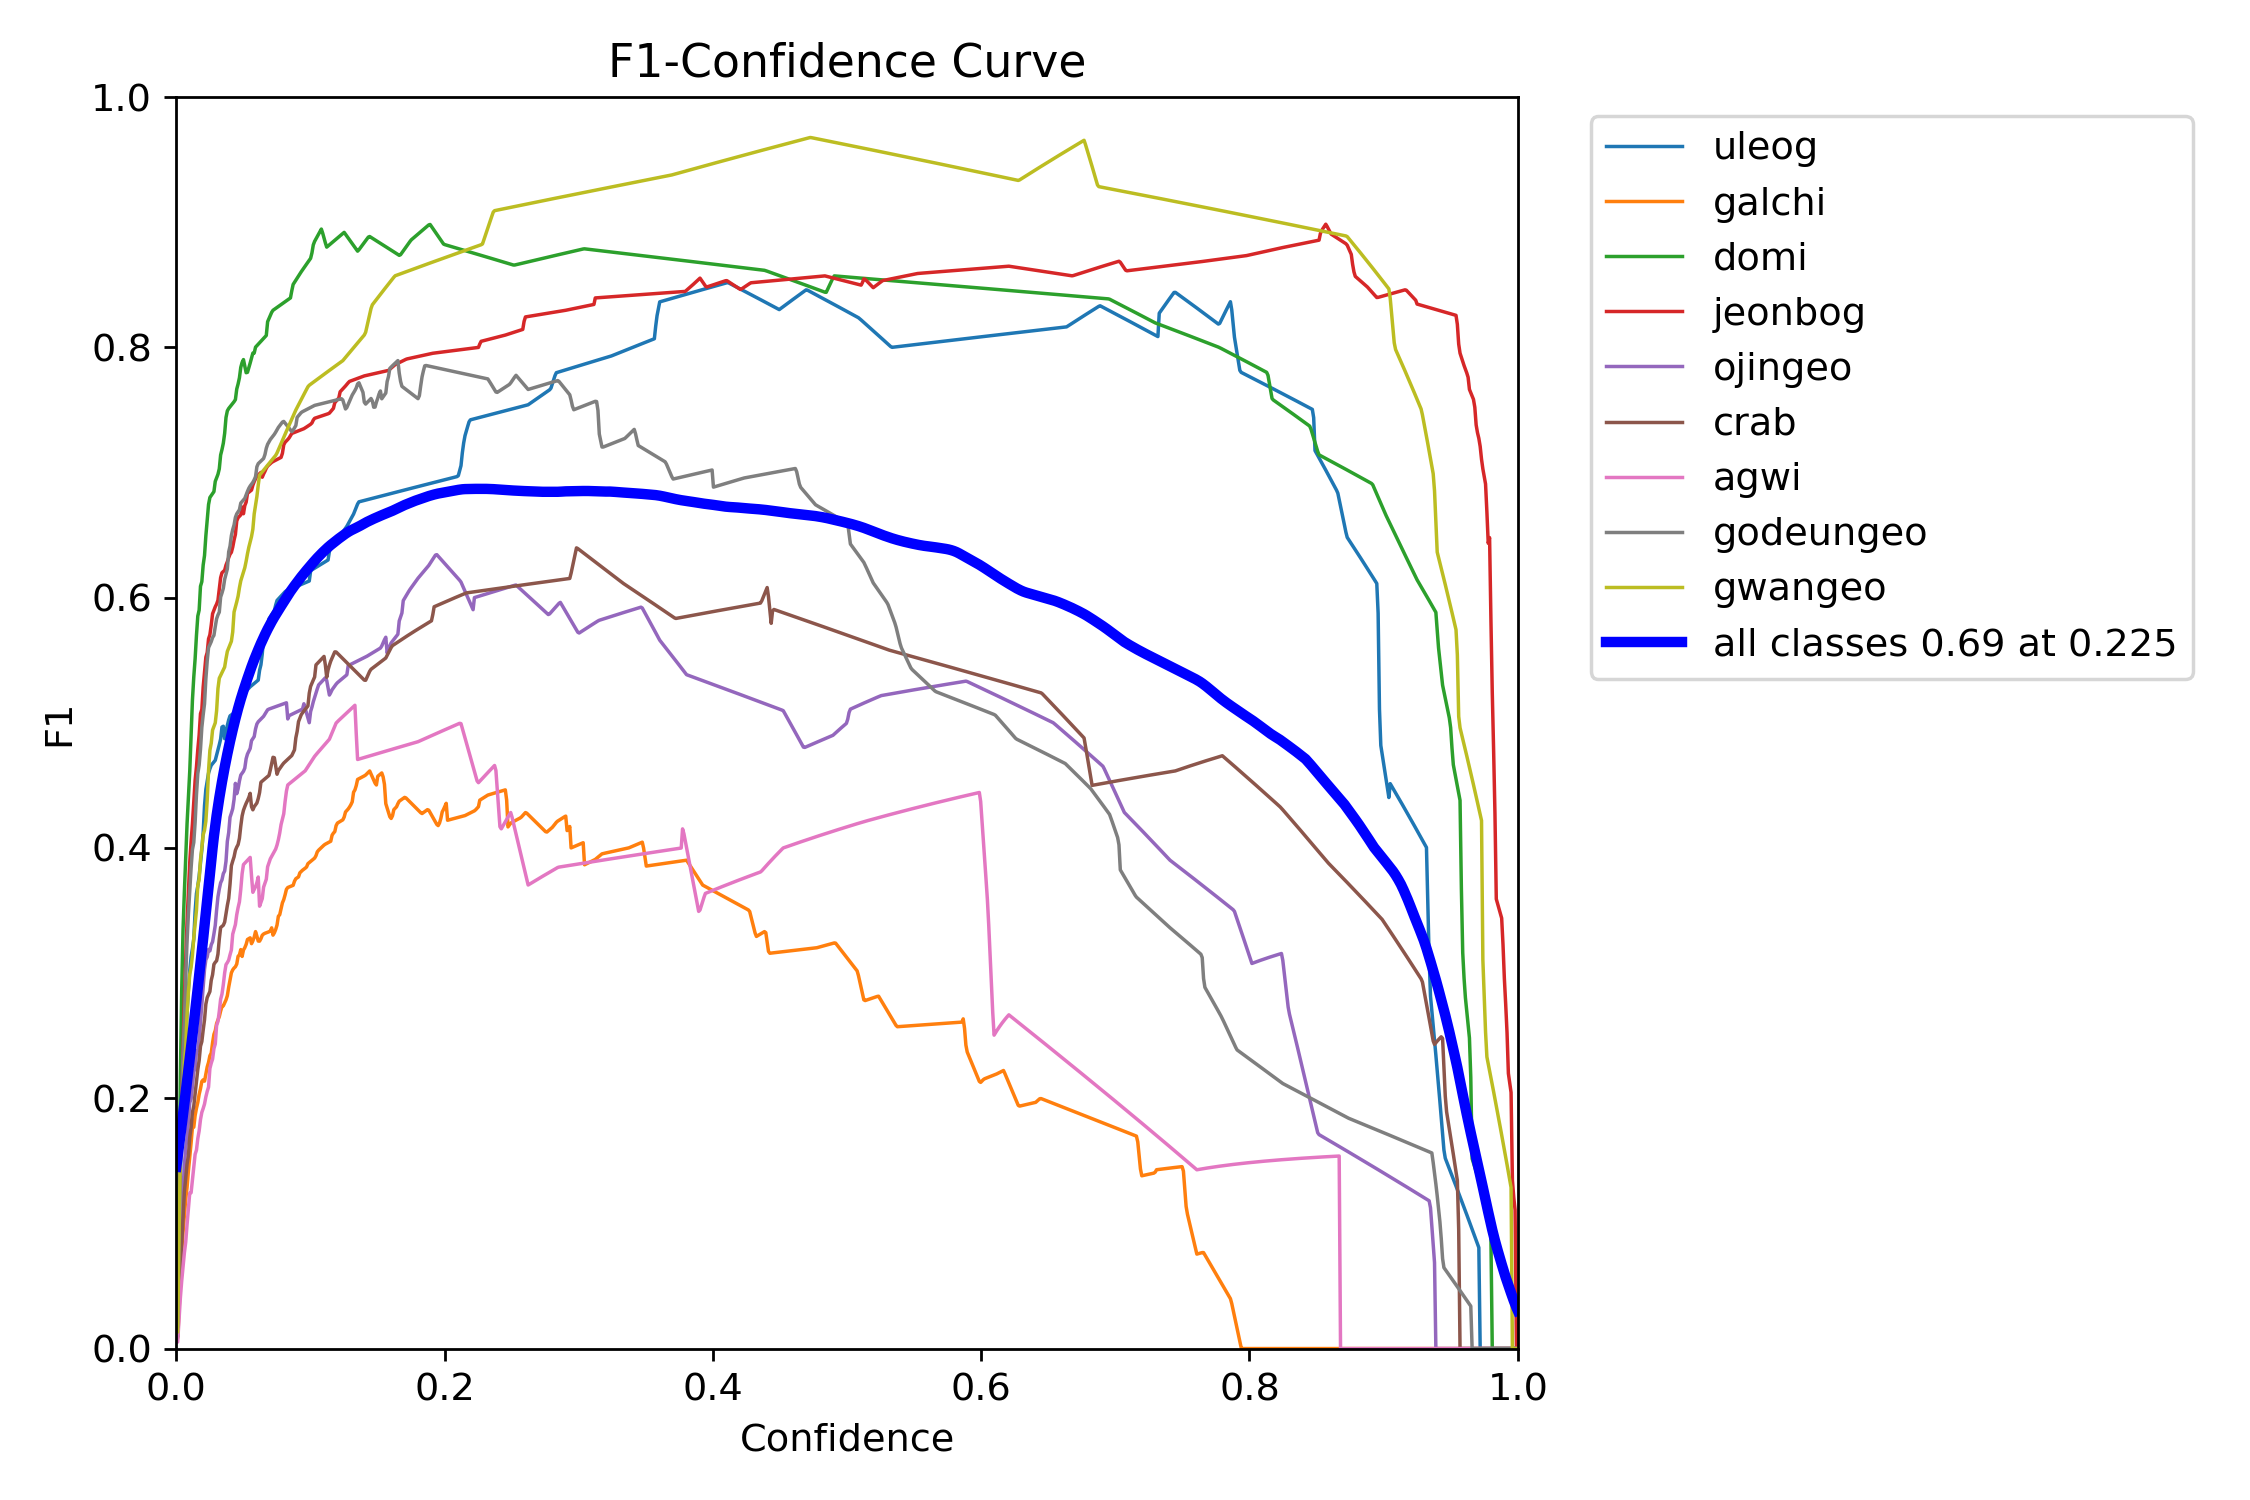 F1-Confidence Curve
1.0
0.8
0.6
0.4
0.2
0.0
F1
0.0 0.2 0.4 0.6 0.8 1.0
Confidence
uleog
galchi
domi
jeonbog
ojingeo
crab
agwi
godeungeo
gwangeo
all classes 0.69 at 0.225